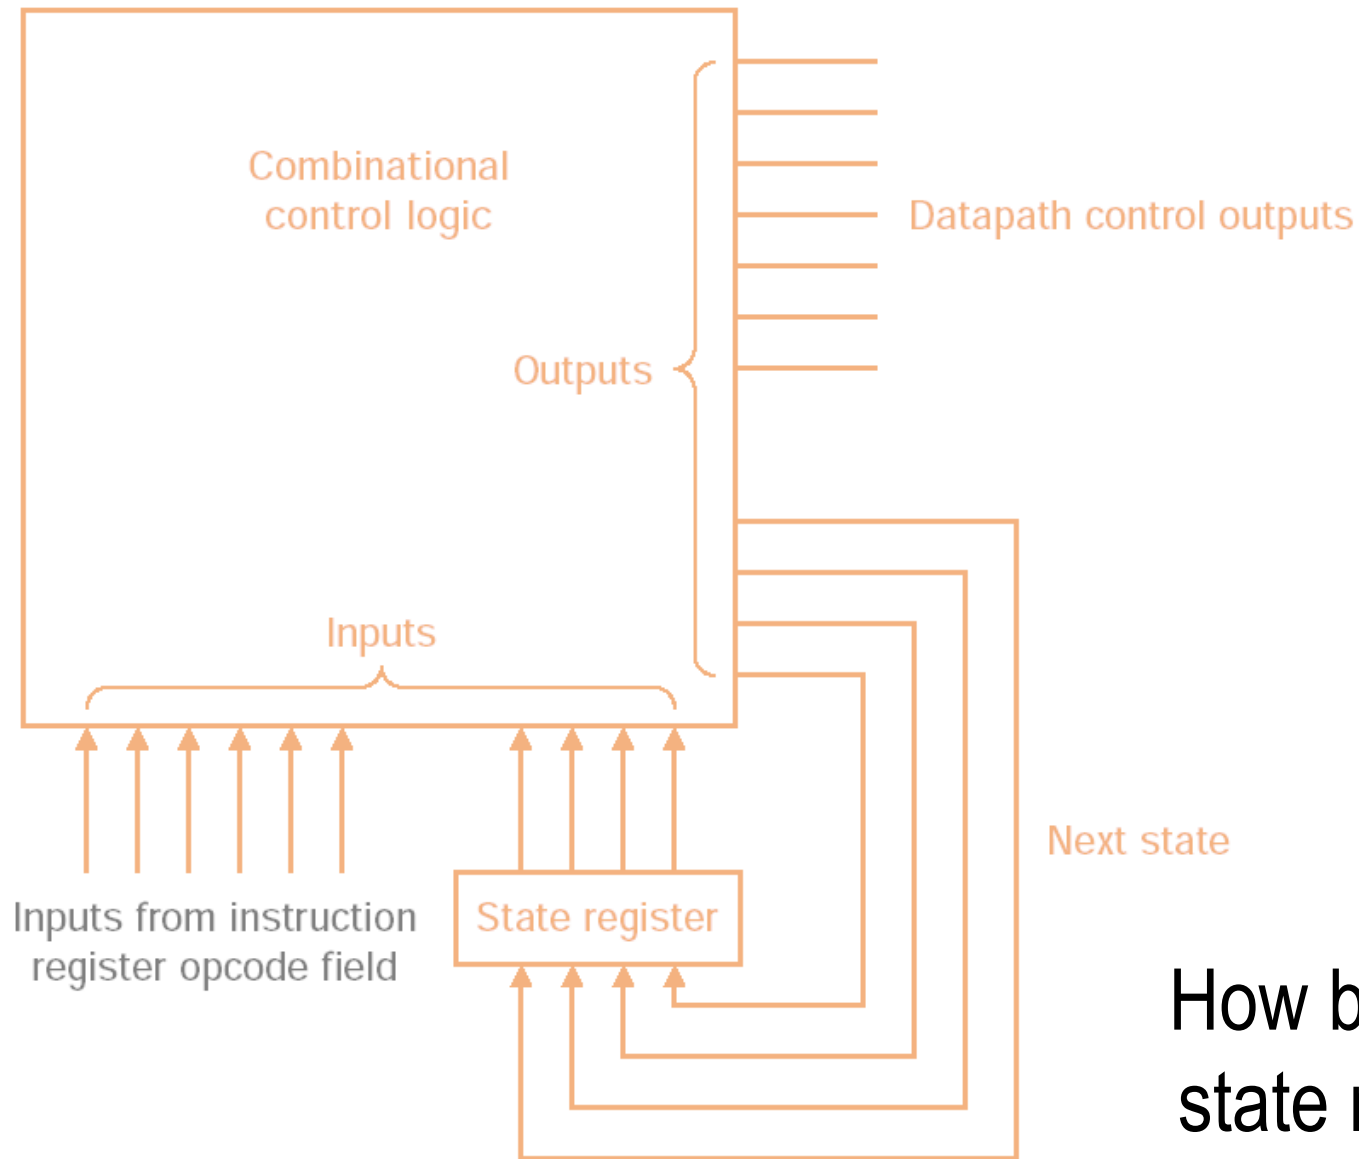 Combinational
control logic
Datapath control outputs
Outputs
Inputs
Next state
Inputs from instruction
register opcode field
State register
How b
state